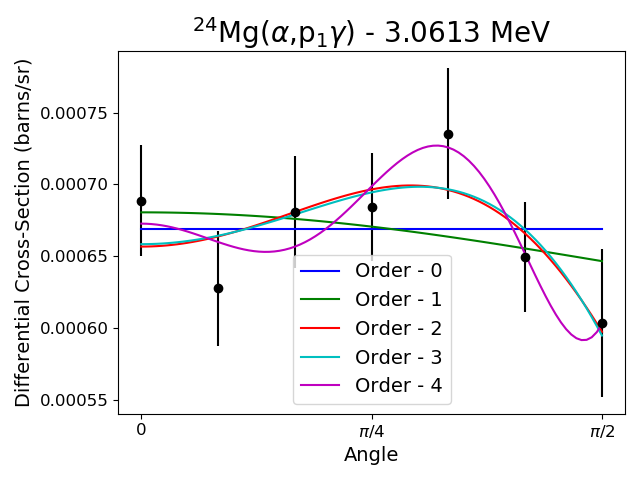 ²⁴Mg(α,p₁γ) - 3.0613 MeV
Differential Cross-Section (barns/sr)
0.00075
0.00070
0.00065
0.00060
0.00055
Order - 0
Order - 1
Order - 2
Order - 3
Order - 4
0
π/4
π/2
Angle